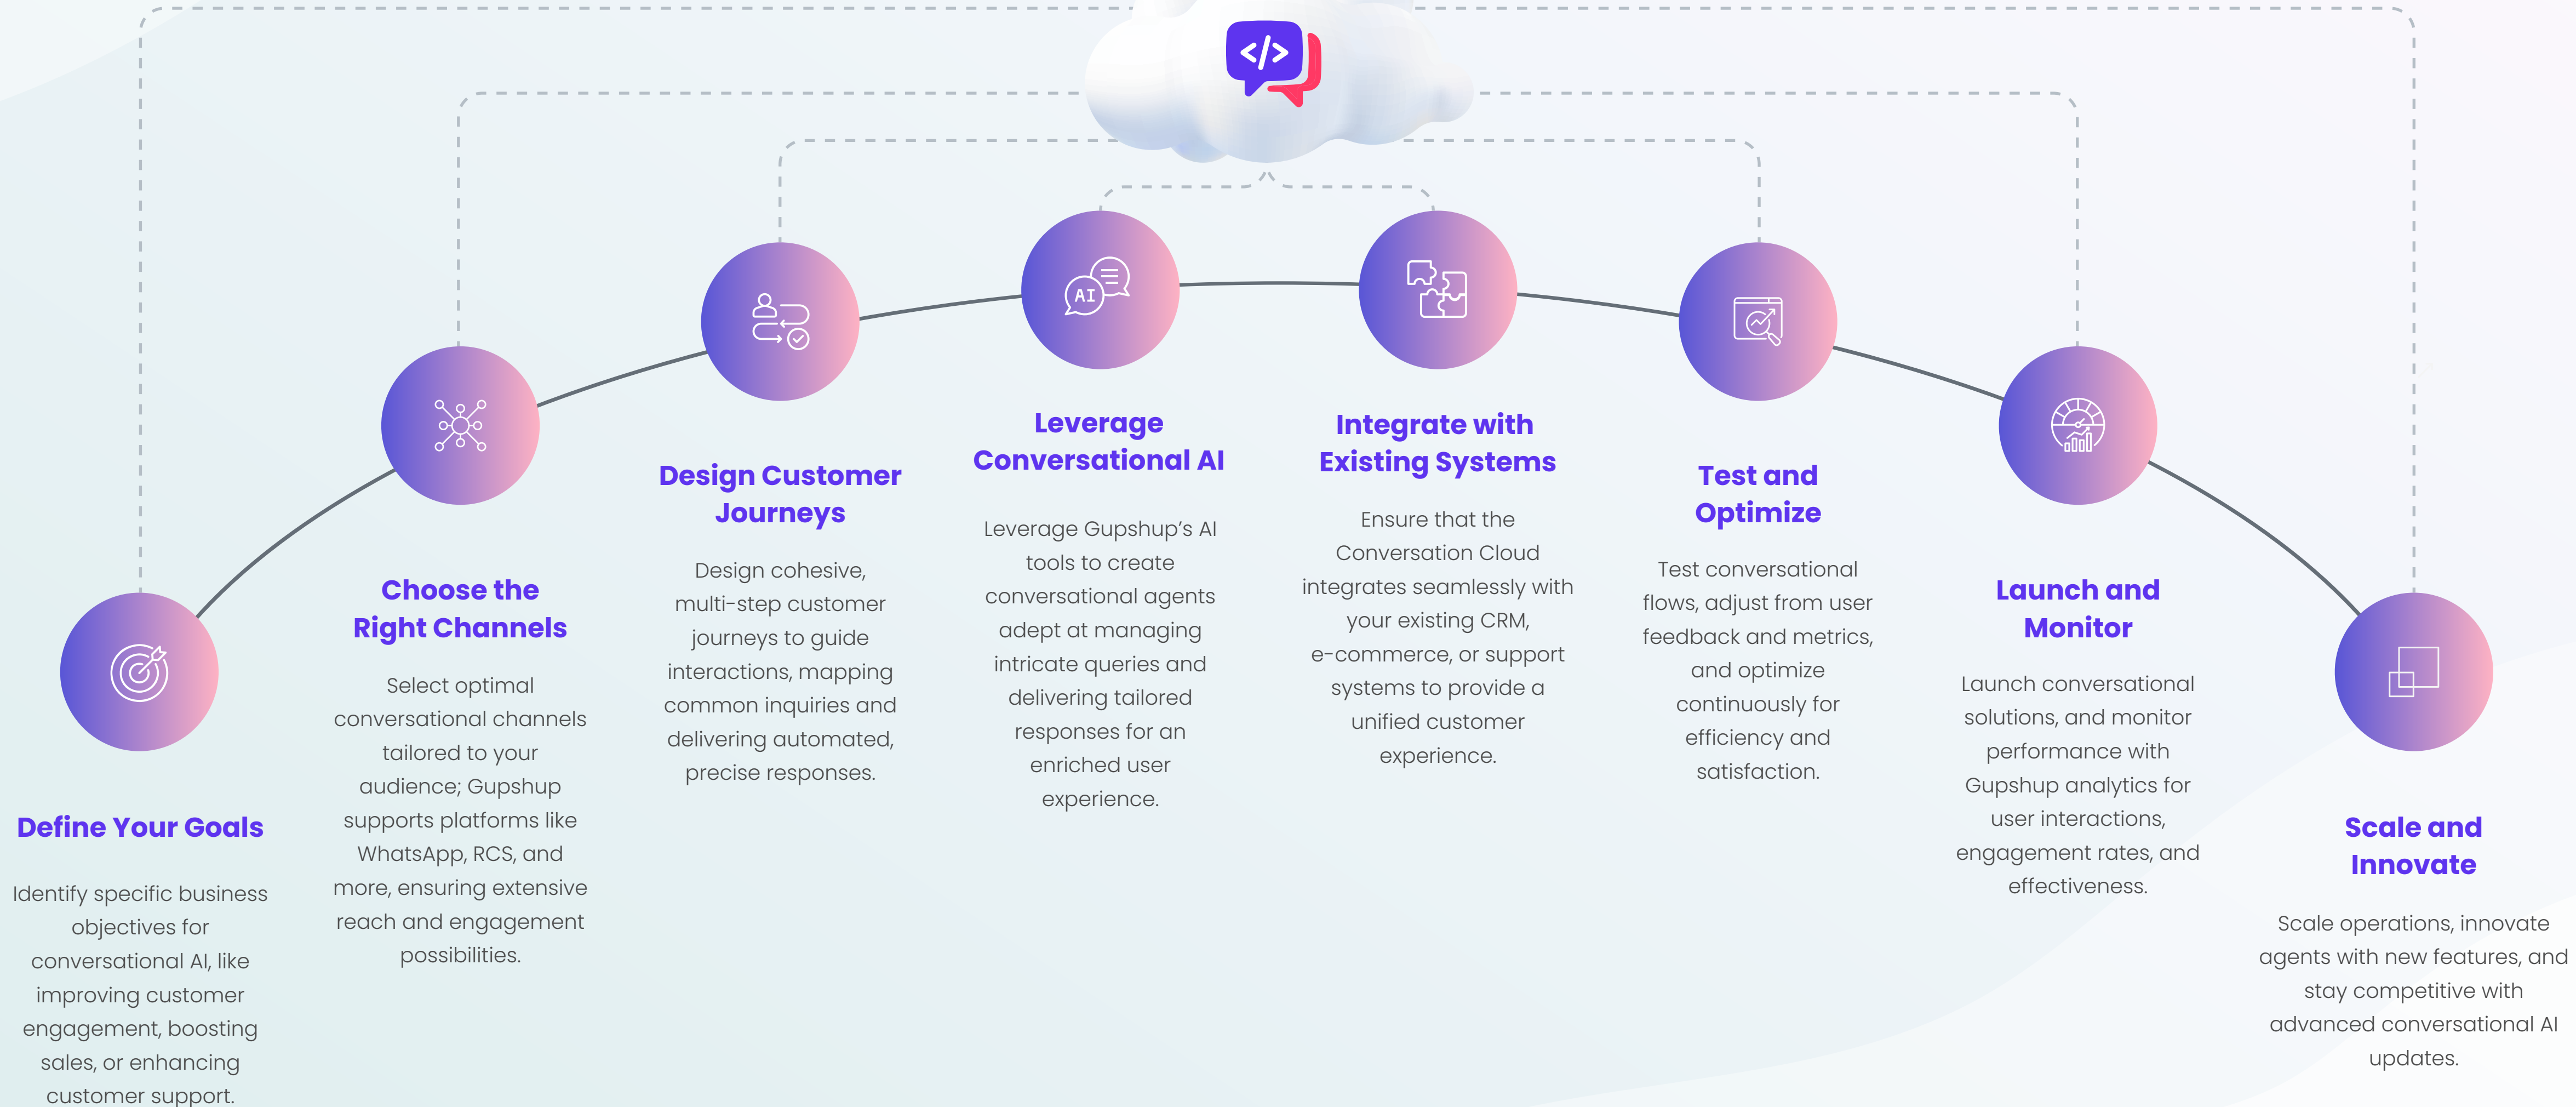 </>
Define Your Goals
Identify specific business
objectives for
conversational AI, like
improving customer
engagement, boosting
sales, or enhancing
customer support.
Choose the
Right Channels
Select optimal
conversational channels
tailored to your
audience; Gupshup
supports platforms like
WhatsApp, RCS, and
more, ensuring extensive
reach and engagement
possibilities.
Design Customer
Journeys
Design cohesive,
multi-step customer
journeys to guide
interactions, mapping
common inquiries and
delivering automated,
precise responses.
AI
Leverage
Conversational AI
Leverage Gupshup’s AI
tools to create
conversational agents
adept at managing
intricate queries and
delivering tailored
responses for an
enriched user
experience.
Integrate with
Existing Systems
Ensure that the
Conversation Cloud
integrates seamlessly with
your existing CRM,
e-commerce, or support
systems to provide a
unified customer
experience.
Test and
Optimize
Test conversational
flows, adjust from user
feedback and metrics,
and optimize
continuously for
efficiency and
satisfaction.
Launch and
Monitor
Launch conversational
solutions, and monitor
performance with
Gupshup analytics for
user interactions,
engagement rates, and
effectiveness.
Scale and
Innovate
Scale operations, innovate
agents with new features, and
stay competitive with
advanced conversational AI
updates.